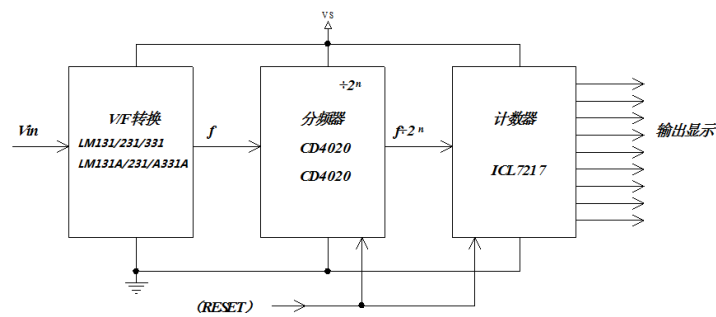 VS
V/F转换
LM131/231/331
LM131A/231/A331A
÷2ⁿ
分频器
CD4020
CD4020
计数器
ICL7217
Vin
f
f÷2ⁿ
输出显示
（RESET）